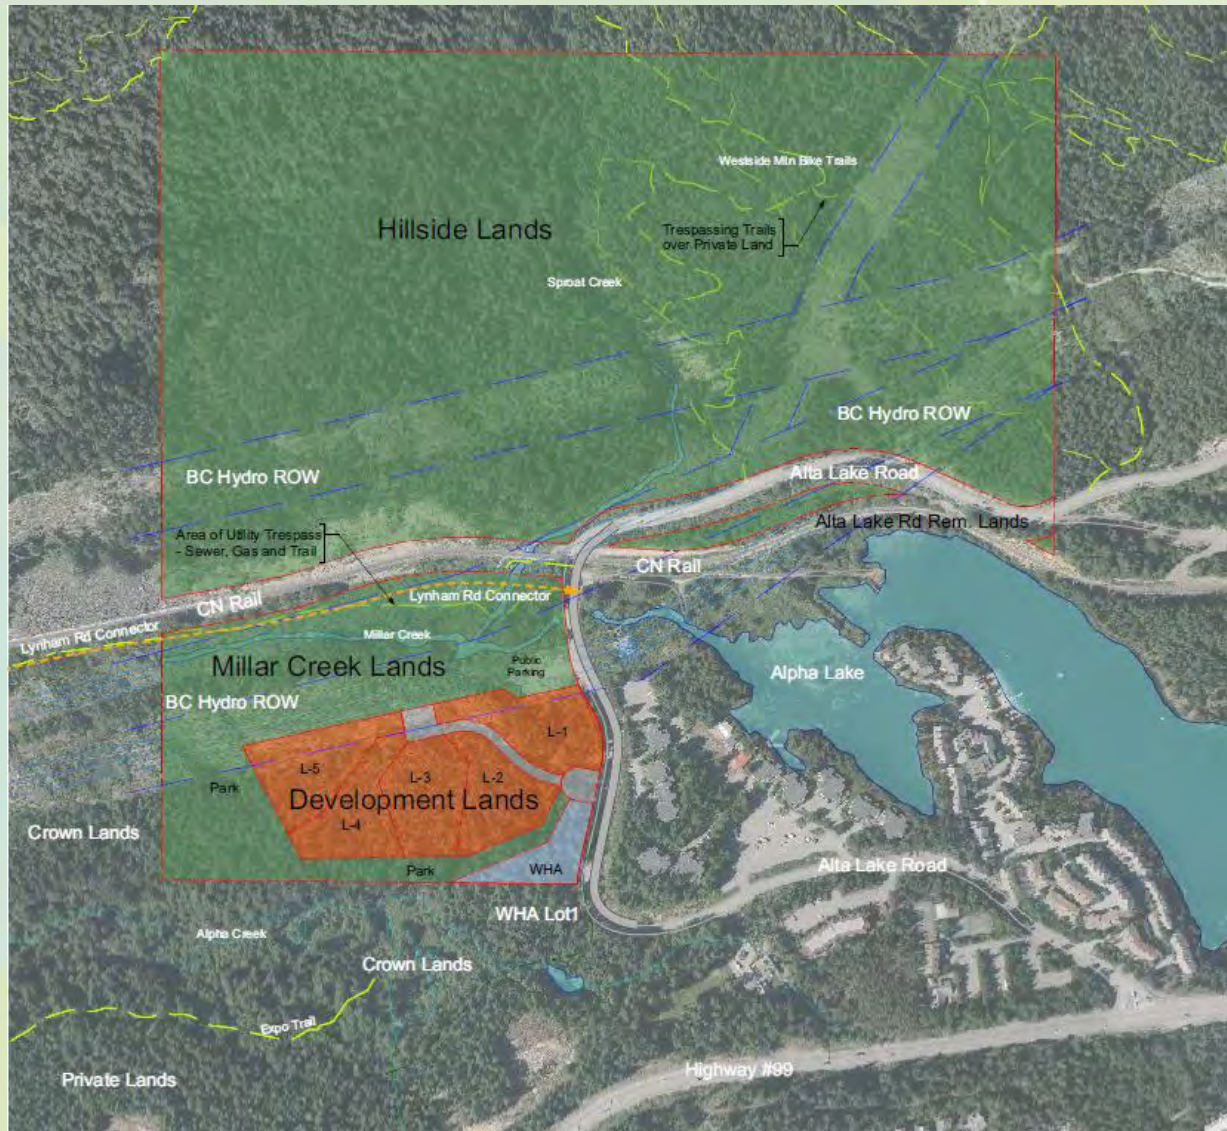 Westside Mtn Bike Trails
Hillside Lands
Trespassing Trails
over Private Land
Sproat Creek
BC Hydro ROW
Alta Lake Road
BC Hydro ROW
Alta Lake Rd Rem. Lands
Area of Utility Trespass
- Sewer, Gas and Trail
CN Rail
CN Rail
Lynham Rd Connector
Lynham Rd Connector
Millar Creek
Millar Creek Lands
Public
Parking
Alpha Lake
BC Hydro ROW
L-1
L-5
L-3
L-2
Park
Development Lands
L-4
Crown Lands
Park
WHA
Alta Lake Road
WHA Lot1
Alpha Creek
Crown Lands
Expo Trail
Private Lands
Highway #99